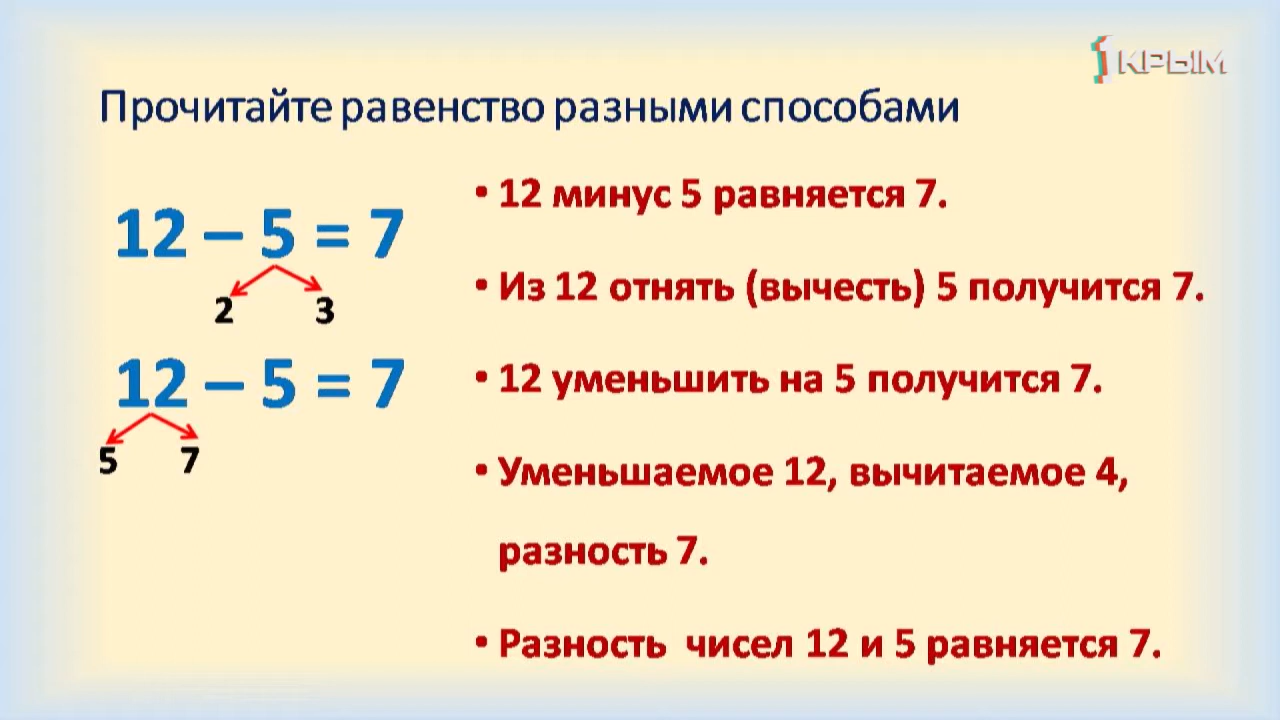 1 КРЫМ
Прочитайте равенство разными способами
12 – 5 = 7
2 3
12 – 5 = 7
5 7
• 12 минус 5 равняется 7.
• Из 12 отнять (вычесть) 5 получится 7.
• 12 уменьшить на 5 получится 7.
• Уменьшаемое 12, вычитаемое 4,
разность 7.
• Разность чисел 12 и 5 равняется 7.